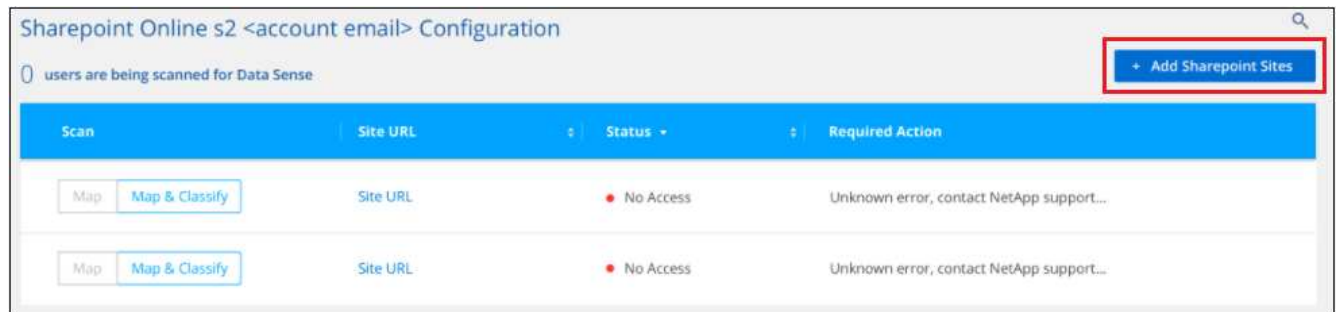 Sharepoint Online s2 <account email> Configuration
0 users are being scanned for Data Sense
+ Add Sharepoint Sites
Scan Site URL Status Required Action
Map Map & Classify Site URL No Access Unknown error, contact NetApp support...
Map Map & Classify Site URL No Access Unknown error, contact NetApp support...